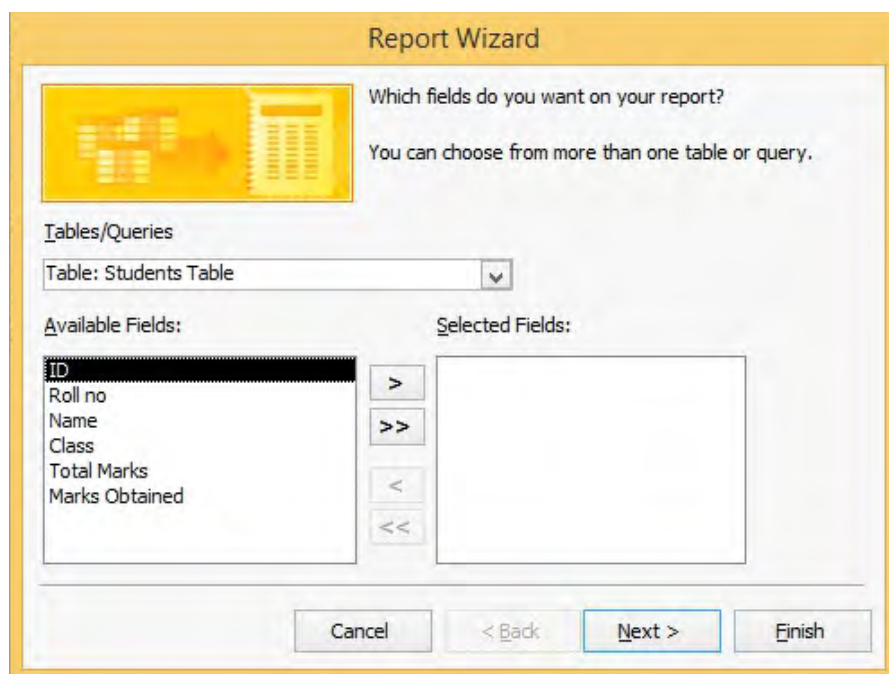 Report Wizard
Which fields do you want on your report?
You can choose from more than one table or query.
Tables/Queries
Table: Students Table
Available Fields:
Selected Fields:
ID
Roll no
Name
Class
Total Marks
Marks Obtained
>
>>
<
<<
Cancel
< Back
Next >
Finish